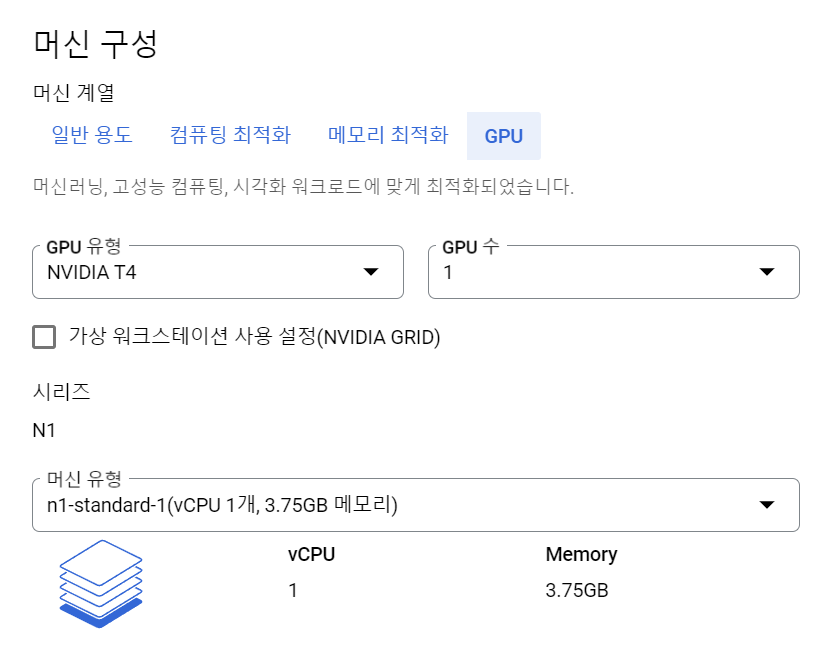 머신 구성
머신 계열
일반 용도 컴퓨팅 최적화 메모리 최적화 GPU
머신러닝, 고성능 컴퓨팅, 시각화 워크로드에 맞게 최적화되었습니다.
GPU 유형 GPU 수
NVIDIA T4 1
가상 워크스테이션 사용 설정(NVIDIA GRID)
시리즈
N1
머신 유형
n1-standard-1(vCPU 1개, 3.75GB 메모리)
vCPU Memory
1 3.75GB